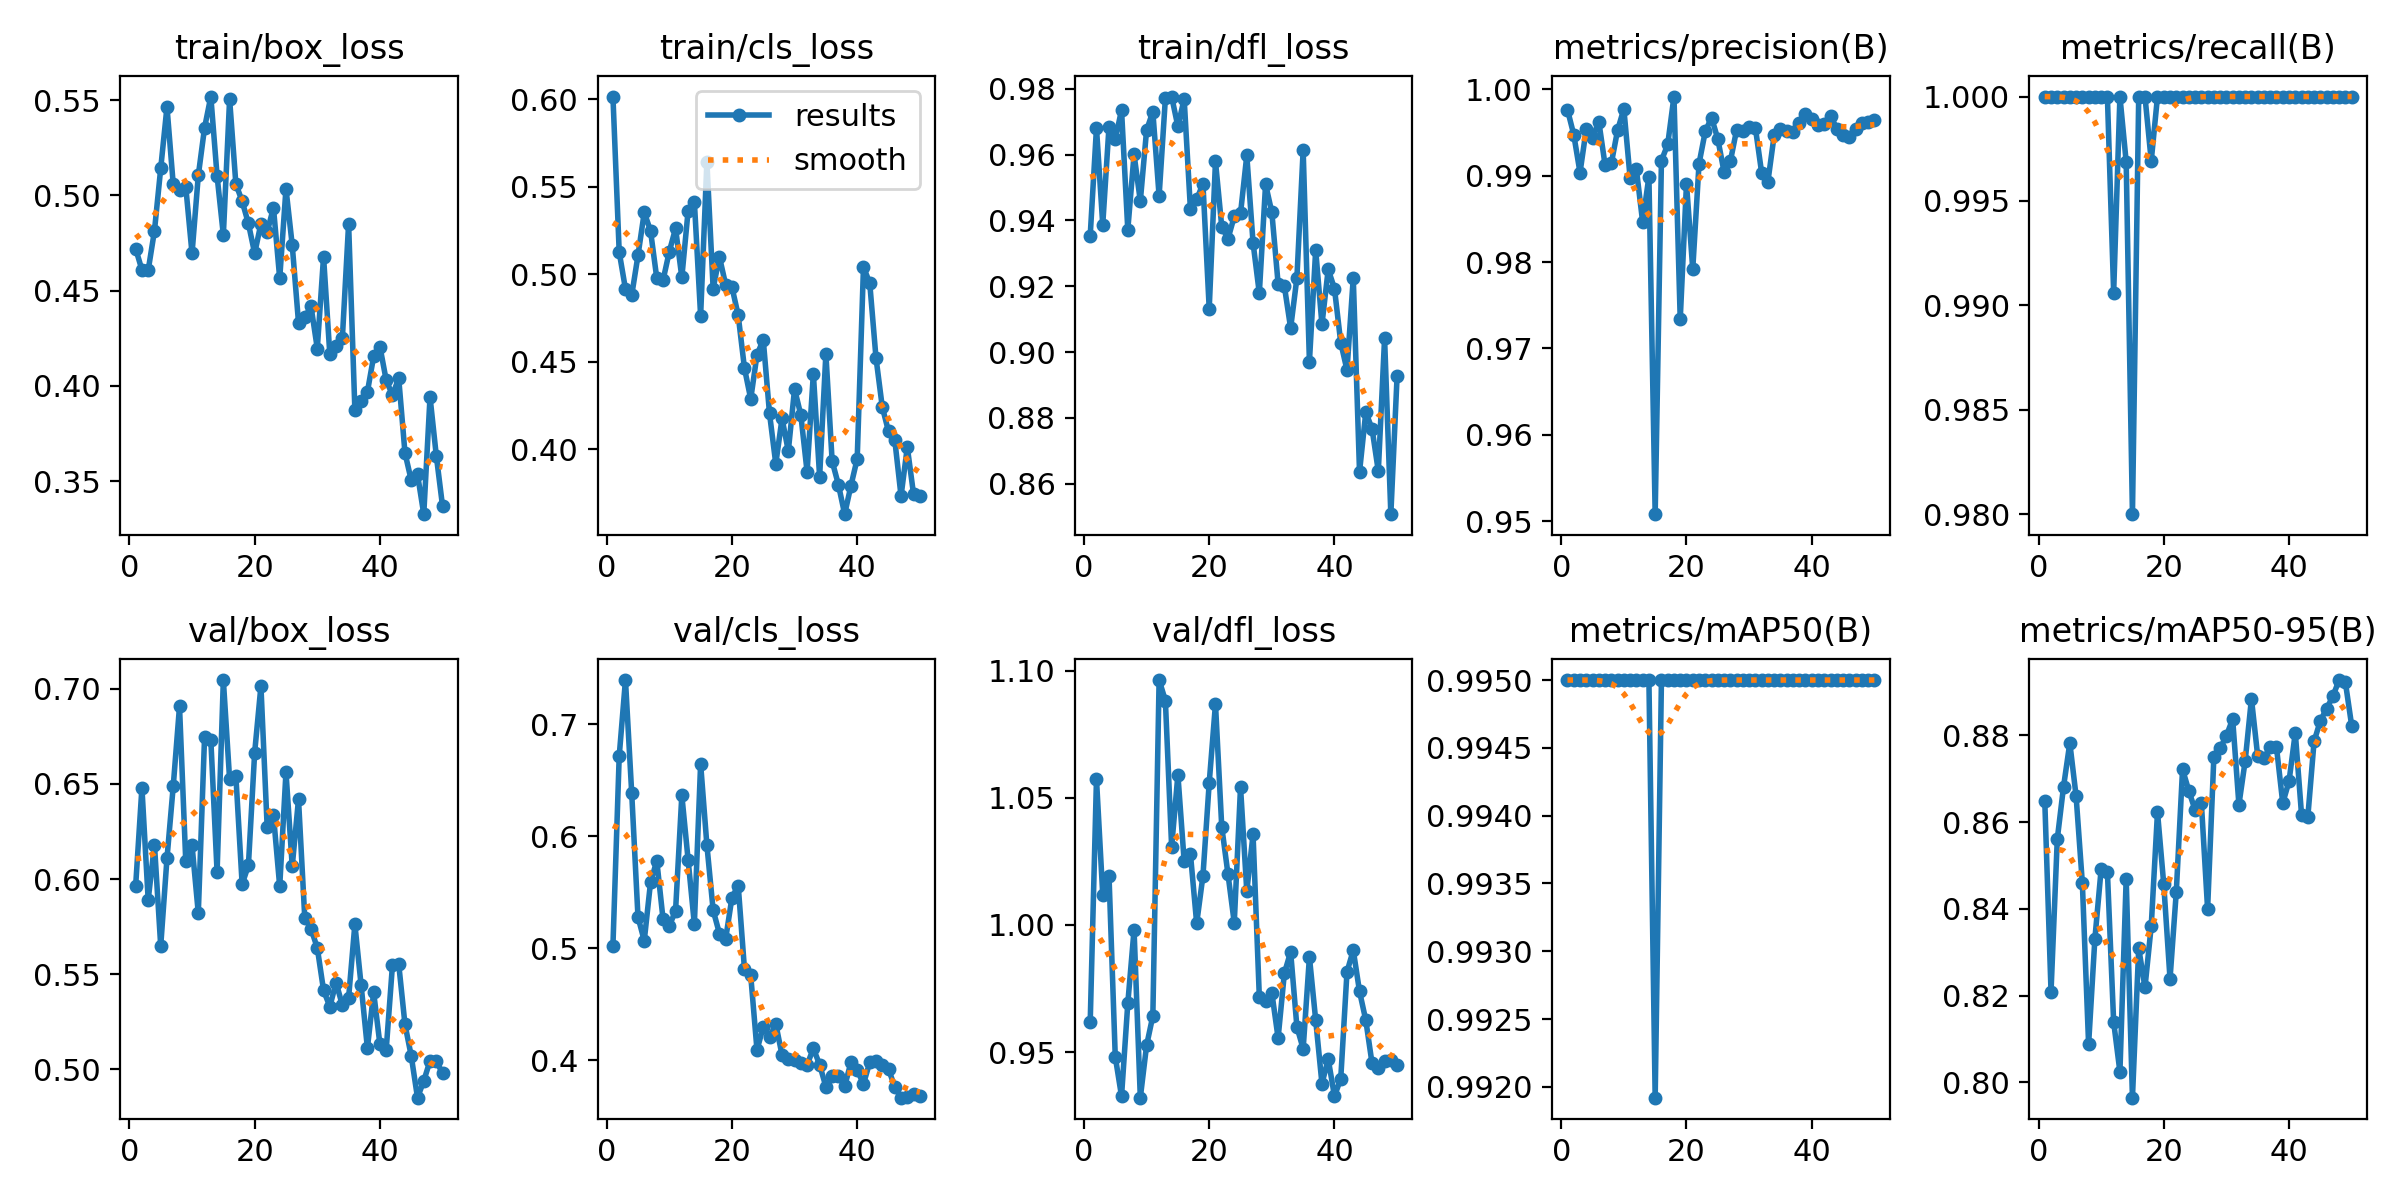 train/box_loss
0.55
0.50
0.45
0.40
0.35
0 20 40
train/cls_loss
0.60
0.55
0.50
0.45
0.40
0 20 40
results
smooth
train/dfl_loss
0.98
0.96
0.94
0.92
0.90
0.88
0.86
0 20 40
metrics/precision(B)
1.00
0.99
0.98
0.97
0.96
0.95
0 20 40
metrics/recall(B)
1.000
0.995
0.990
0.985
0.980
0 20 40
val/box_loss
0.70
0.65
0.60
0.55
0.50
0 20 40
val/cls_loss
0.7
0.6
0.5
0.4
0 20 40
val/dfl_loss
1.10
1.05
1.00
0.95
0 20 40
metrics/mAP50(B)
0.9950
0.9945
0.9940
0.9935
0.9930
0.9925
0.9920
0 20 40
metrics/mAP50-95(B)
0.88
0.86
0.84
0.82
0.80
0 20 40